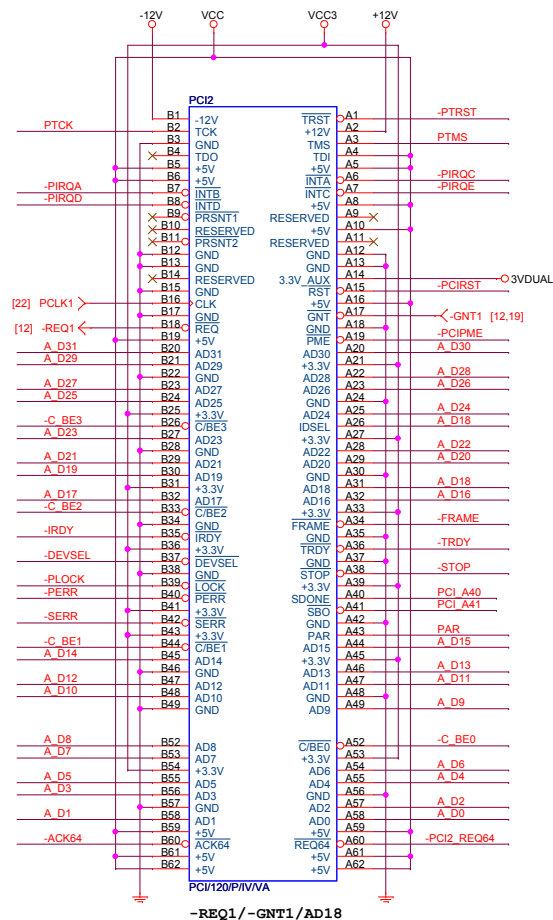 -12V VCC VCC3 +12V
PCI2
B1 -12V TRST A1 -PTRST
PTCK B2 TCK +12V A2
B3 GND TMS A3 PTMS
B4 TDO TDI A4
B5 +5V +5V A5
B6 +5V INTA A6 -PIRQC
-PIRQA B7 INTB INTC A7 -PIRQE
-PIRQD B8 INTD +5V A8
B9 PRSNT1 RESERVED A9
B10 RESERVED +5V A10
B11 PRSNT2 RESERVED A11
B12 GND GND A12
B13 GND GND A13
B14 RESERVED 3.3V_AUX A14 3VDUAL
B15 GND RST A15 -PCIRST
[22] PCLK1 B16 CLK +5V A16
B17 GND GNT A17 -GNT1 [12,19]
[12] -REQ1 B18 REQ GND A18
B19 +5V PME A19 -PCIPME
A_D31 B20 AD31 AD30 A20 A_D30
A_D29 B21 AD29 +3.3V A21
B22 GND AD28 A22 A_D28
A_D27 B23 AD27 AD26 A23 A_D26
A_D25 B24 AD25 GND A24
B25 +3.3V AD24 A25 A_D24
-C_BE3 B26 C/BE3 IDSEL A26 A_D18
A_D23 B27 AD23 +3.3V A27
B28 GND AD22 A28 A_D22
A_D21 B29 AD21 AD20 A29 A_D20
A_D19 B30 AD19 GND A30
B31 +3.3V AD18 A31 A_D18
A_D17 B32 AD17 AD16 A32 A_D16
-C_BE2 B33 C/BE2 +3.3V A33
B34 GND FRAME A34 -FRAME
-IRDY B35 IRDY GND A35
B36 +3.3V TRDY A36 -TRDY
-DEVSEL B37 DEVSEL GND A37
B38 GND STOP A38 -STOP
-PLOCK B39 LOCK +3.3V A39
-PERR B40 PERR SDONE A40 PCI_A40
B41 +3.3V SBO A41 PCI_A41
-SERR B42 SERR GND A42
B43 +3.3V PAR A43 PAR
-C_BE1 B44 C/BE1 AD15 A44 A_D15
A_D14 B45 AD14 +3.3V A45
B46 GND AD13 A46 A_D13
A_D12 B47 AD12 AD11 A47 A_D11
A_D10 B48 AD10 GND A48
B49 GND AD9 A49 A_D9
A_D8 B52 AD8 C/BE0 A52 -C_BE0
A_D7 B53 AD7 +3.3V A53
B54 +3.3V AD6 A54 A_D6
A_D5 B55 AD5 AD4 A55 A_D4
A_D3 B56 AD3 GND A56
B57 GND AD2 A57 A_D2
A_D1 B58 AD1 AD0 A58 A_D0
B59 +5V +5V A59
-ACK64 B60 ACK64 REQ64 A60 -PCI2_REQ64
B61 +5V +5V A61
B62 +5V +5V A62
PCI/120/P/IV/VA
-REQ1/-GNT1/AD18